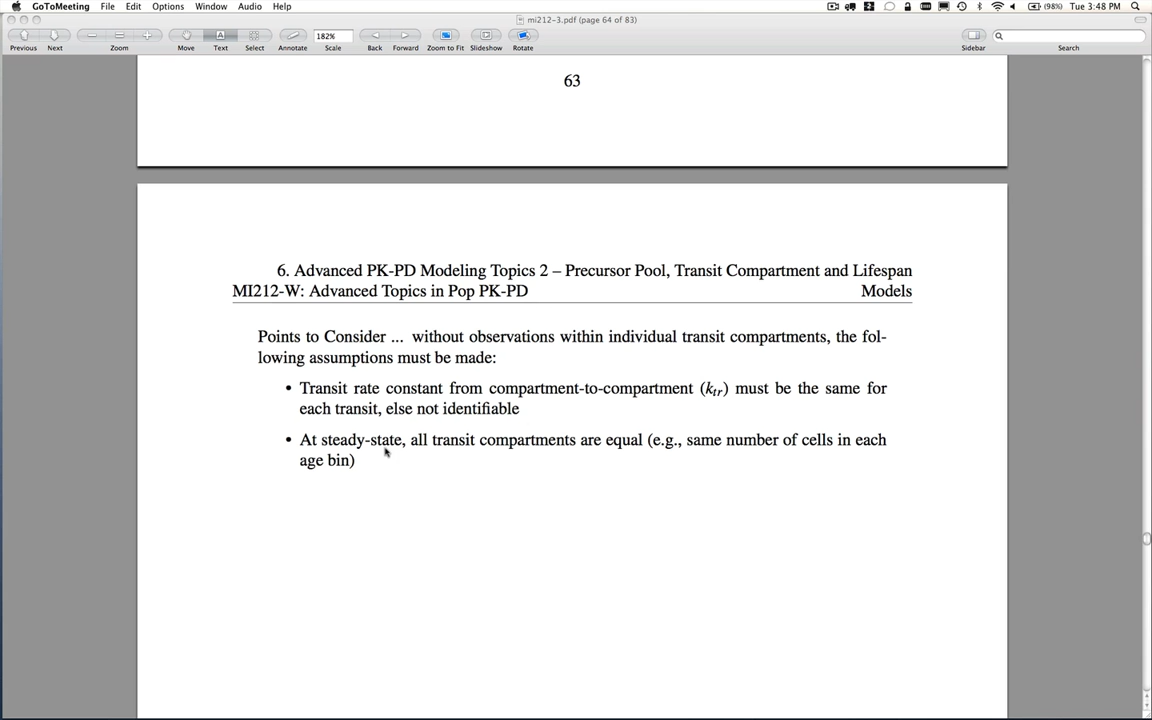 GoToMeeting File Edit Options Window Audio Help (98%) Tue 3:48 PM
mi212-3.pdf (page 64 of 83)
182%
Previous Next Zoom Move Text Select Annotate Scale Back Forward Zoom to Fit Slideshow Rotate Sidebar Search
63
6. Advanced PK-PD Modeling Topics 2 – Precursor Pool, Transit Compartment and Lifespan
MI212-W: Advanced Topics in Pop PK-PD Models
Points to Consider ... without observations within individual transit compartments, the fol-
lowing assumptions must be made:
• Transit rate constant from compartment-to-compartment (ktr) must be the same for
each transit, else not identifiable
• At steady-state, all transit compartments are equal (e.g., same number of cells in each
age bin)